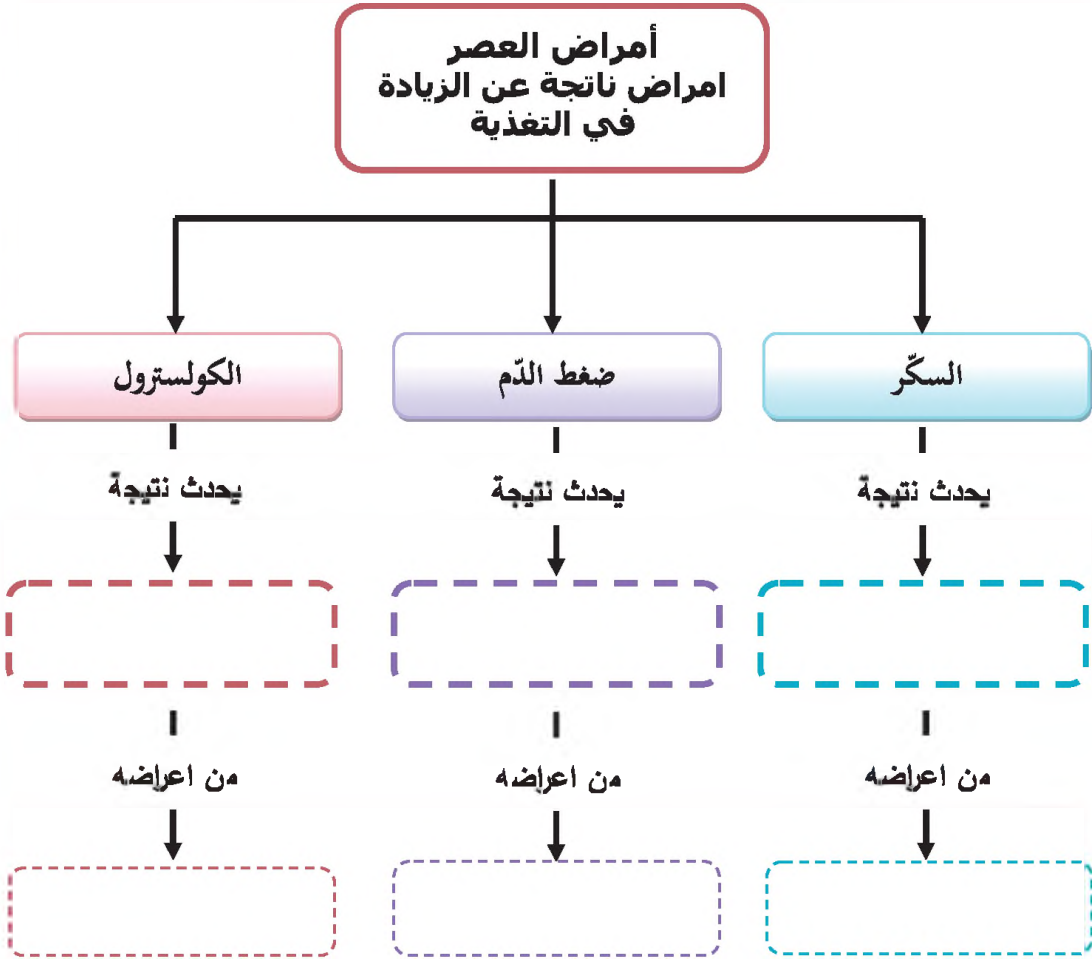 أمراض العصر
امراض ناتجة عن الزيادة
في التغذية
السكّر
ضغط الدّم
الكولسترول
يحدث نتيجة
يحدث نتيجة
يحدث نتيجة
من اعراضه
من اعراضه
من اعراضه